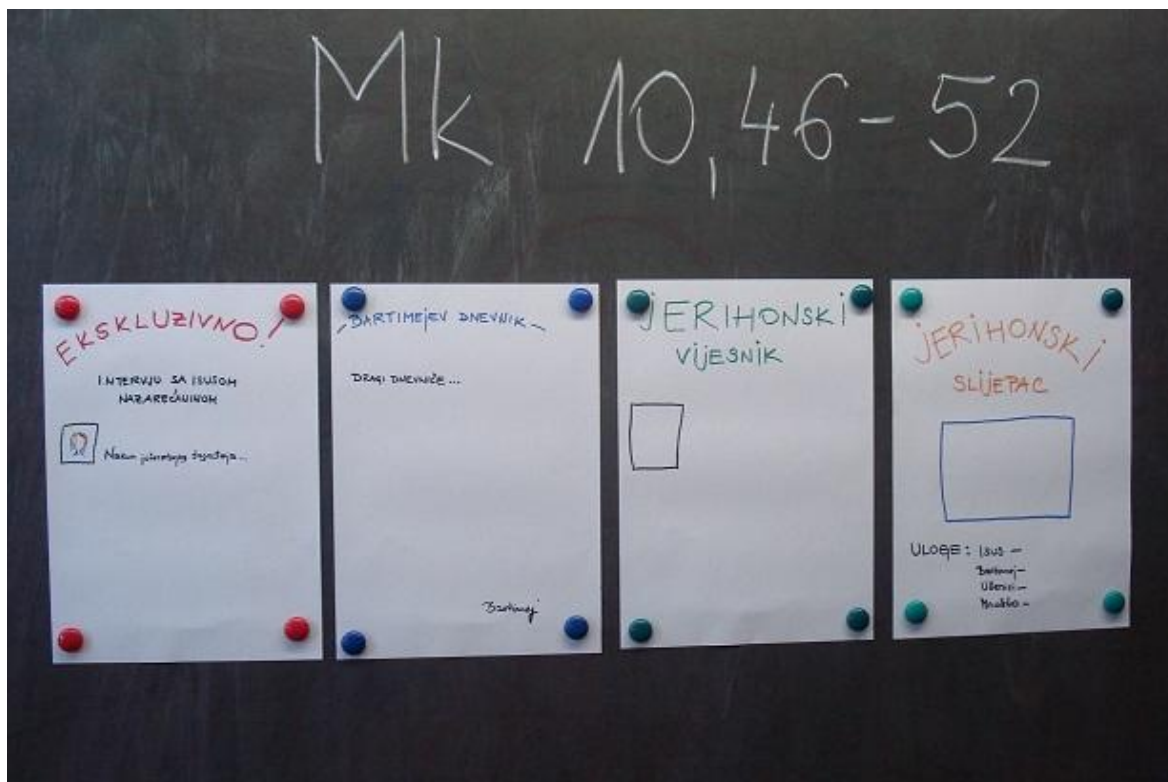 Mk 10,46-52
EKSKLUZIVNO!
INTERVJU SA ISUSOM
NAZAREĆANINOM
Nakon
BARTIMEJEV DNEVNIK
DRAGI DNEVNIČE...
Bartimej
JERIHONSKI
VIJESNIK
JERIHONSKI
SLIJEPAC
ULOGE: ISUS -
Bartimej -
Učenici -
Mnoštvo -